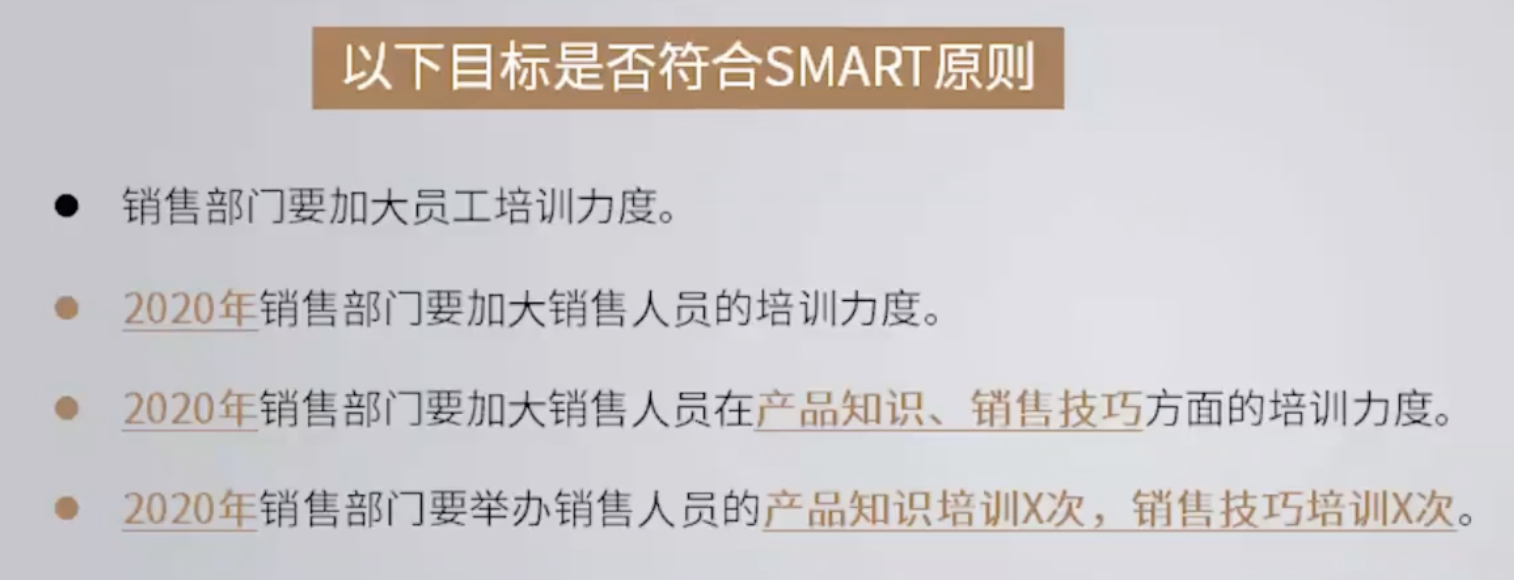 以下目标是否符合SMART原则
销售部门要加大员工培训力度。
2020年销售部门要加大销售人员的培训力度。
2020年销售部门要加大销售人员在产品知识、销售技巧方面的培训力度。
2020年销售部门要举办销售人员的产品知识培训X次，销售技巧培训X次。